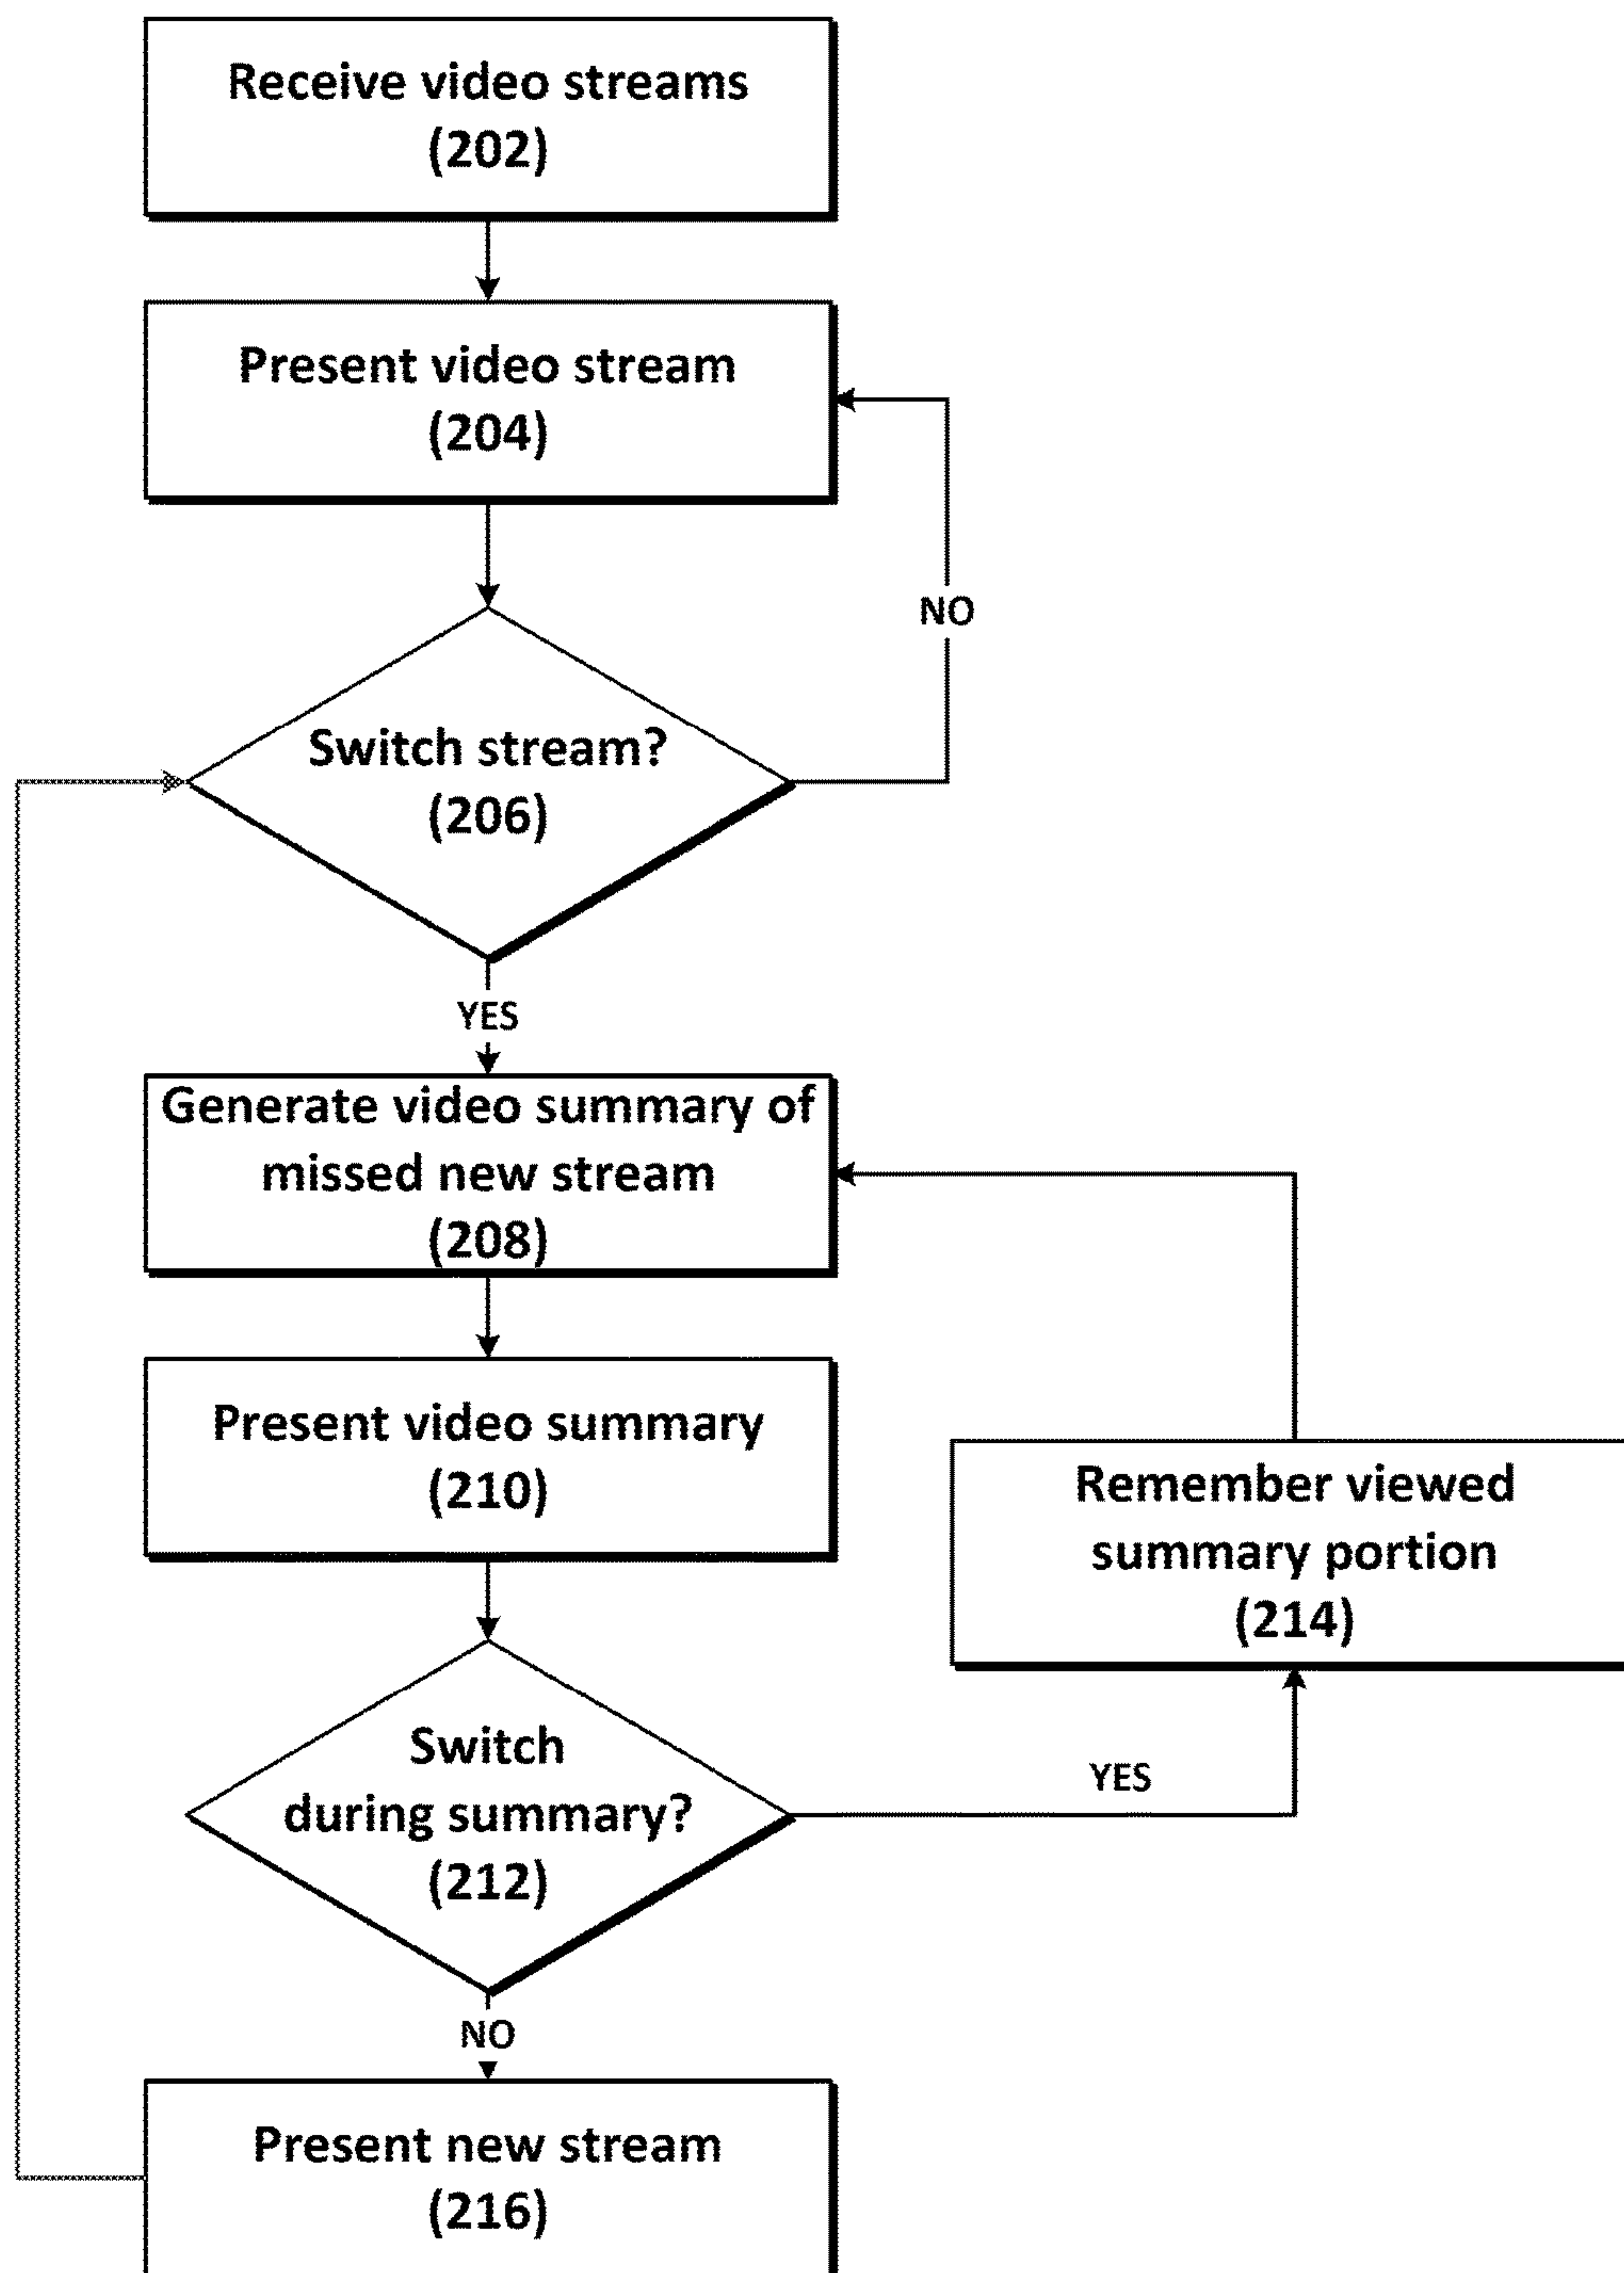 Receive video streams
(202)
Present video stream
(204)
NO
Switch stream?
(206)
YES
Generate video summary of
missed new stream
(208)
Present video summary
(210)
Remember viewed
summary portion
(214)
Switch
during summary?
(212)
YES
NO
Present new stream
(216)